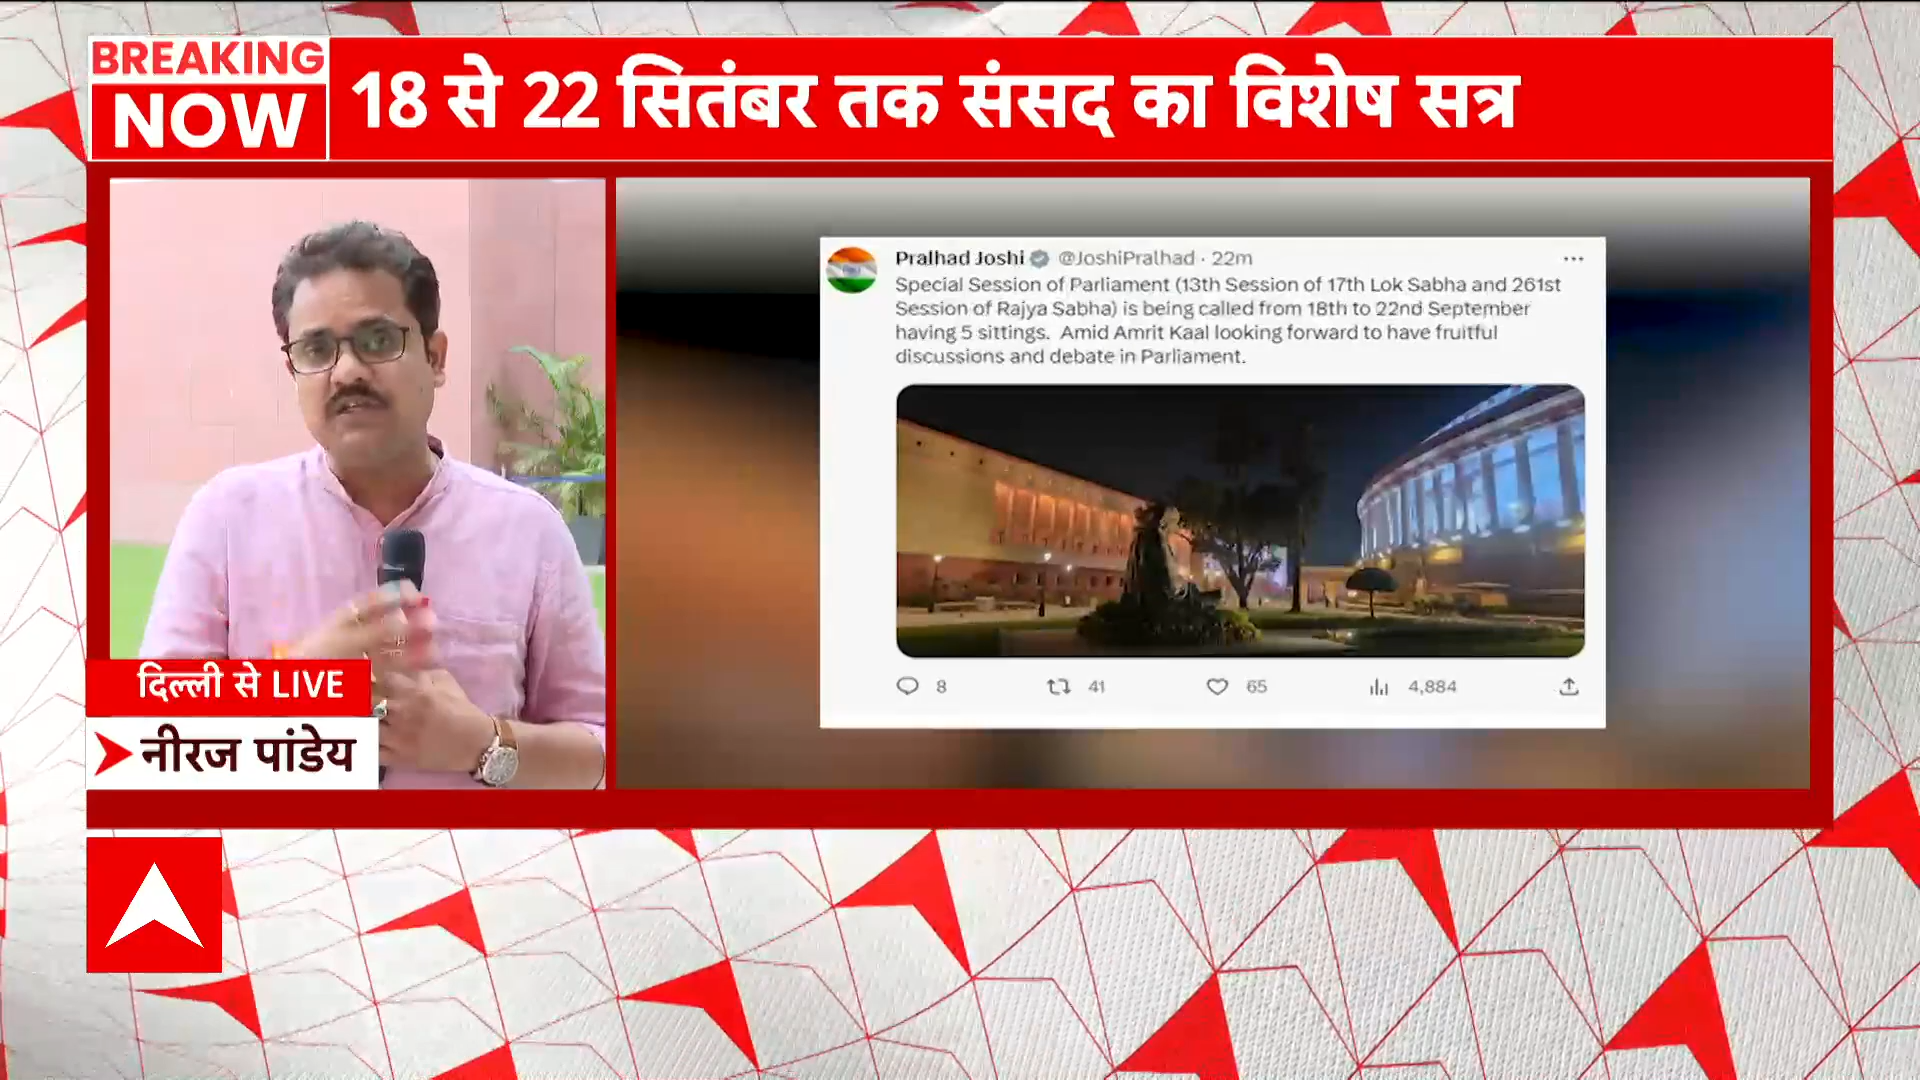 BREAKING
NOW
18 से 22 सितंबर तक संसद का विशेष सत्र
Pralhad Joshi @JoshiPralhad · 22m
Special Session of Parliament (13th Session of 17th Lok Sabha and 261st
Session of Rajya Sabha) is being called from 18th to 22nd September
having 5 sittings. Amid Amrit Kaal looking forward to have fruitful
discussions and debate in Parliament.
8 41 65 4,884
दिल्ली से LIVE
नीरज पांडेय